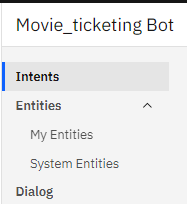 Movie_ticketing Bot
Intents
Entities
My Entities
System Entities
Dialog